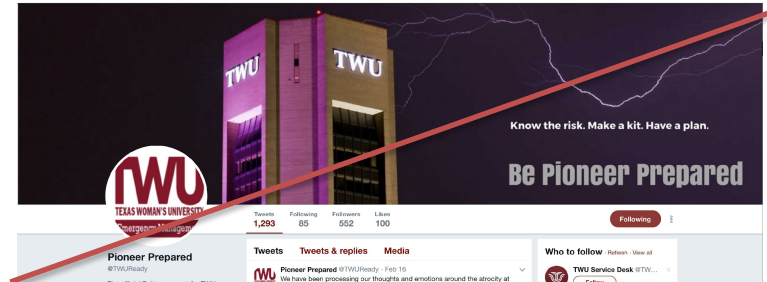 TWU
TWU
Know the risk. Make a kit. Have a plan.
Be Pioneer Prepared
TWU
TEXAS WOMAN'S UNIVERSITY
Emergency
Tweets Following Followers Likes
1,293 85 552 100
Following
Pioneer Prepared
@TWUReady
Tweets Tweets & replies Media
TWU
Pioneer Prepared @TWUReady · Feb 16
We have been processing our thoughts and emotions around the atrocity at
Who to follow · Refresh · View all
TWU Service Desk @TW...
Follow